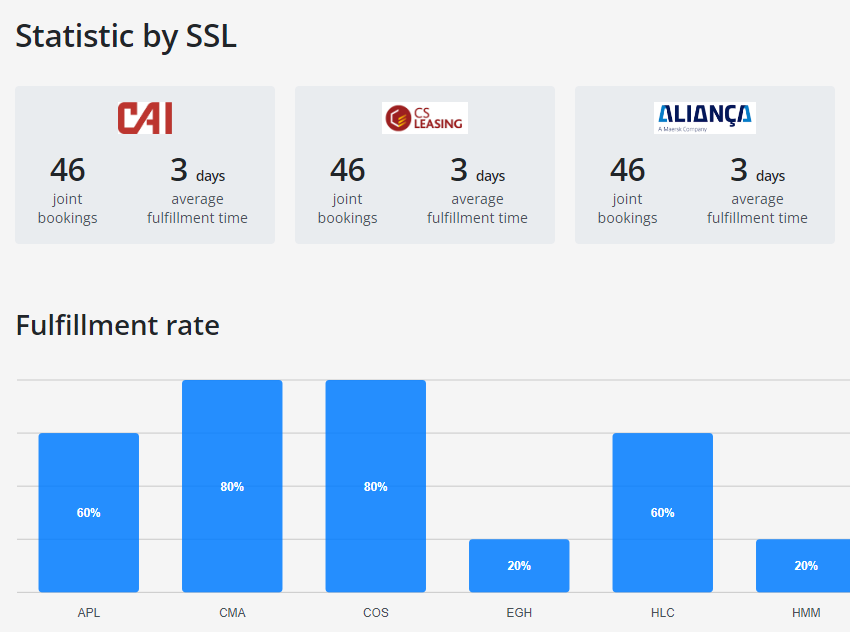 Statistic by SSL
CAI
46
joint
bookings
3 days
average
fulfillment time
CS
LEASING
46
joint
bookings
3 days
average
fulfillment time
ALIANÇA
A Maersk Company
46
joint
bookings
3 days
average
fulfillment time
Fulfillment rate
60%
80%
80%
20%
60%
20%
APL
CMA
COS
EGH
HLC
HMM